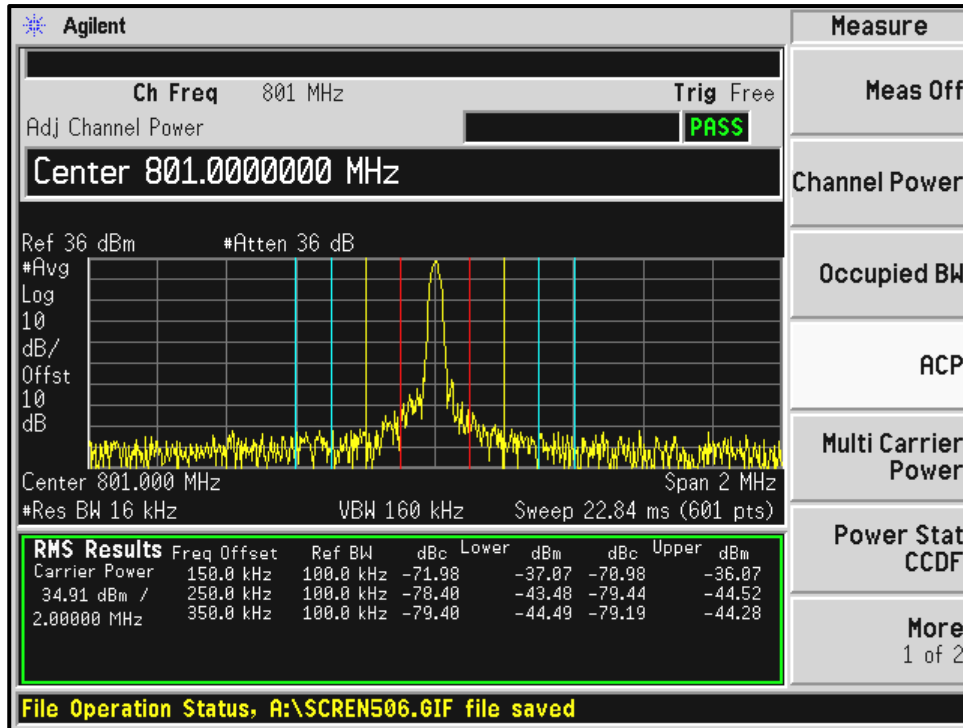 Agilent
Measure
Ch Freq 801 MHz Trig Free
Adj Channel Power PASS
Center 801.0000000 MHz
Ref 36 dBm #Atten 36 dB
#Avg
Log
10
dB/
Offst
10
dB
Center 801.000 MHz Span 2 MHz
#Res BW 16 kHz VBW 160 kHz Sweep 22.84 ms (601 pts)
RMS Results Freq Offset Ref BW dBc Lower dBm dBc Upper dBm
Carrier Power 150.0 kHz 100.0 kHz -71.98 -37.07 -70.98 -36.07
34.91 dBm / 250.0 kHz 100.0 kHz -78.40 -43.48 -79.44 -44.52
2.00000 MHz 350.0 kHz 100.0 kHz -79.40 -44.49 -79.19 -44.28
Meas Off
Channel Power
Occupied BW
ACP
Multi Carrier
Power
Power Stat
CCDF
More
1 of 2
File Operation Status, A:\SCREN506.GIF file saved